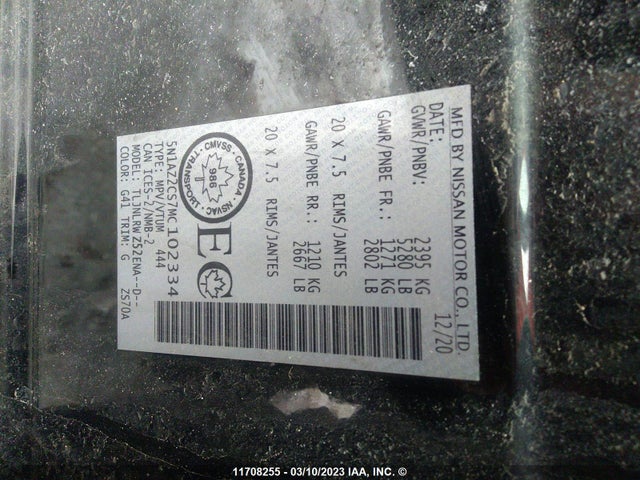 MFD BY NISSAN MOTOR CO., LTD.
DATE: 12/20
GVWR/PNBV: 2395 KG
5280 LB
GAWR/PNBE FR.: 1271 KG
2802 LB
20 X 7.5 RIMS/JANTES
GAWR/PNBE RR.: 1210 KG
2667 LB
20 X 7.5 RIMS/JANTES
CANADA · CMVSS · TRANSPORT · NSVAC
986
EC
5N1AZ2CS7MC102334
TYPE: MPV/VTUM 444
CAN ICES-2/NMB-2
MODEL: TLJNLRWZ52ENA--D--
COLOR: G41 TRIM: G ZS70A
11708255 - 03/10/2023 IAA, INC. ©